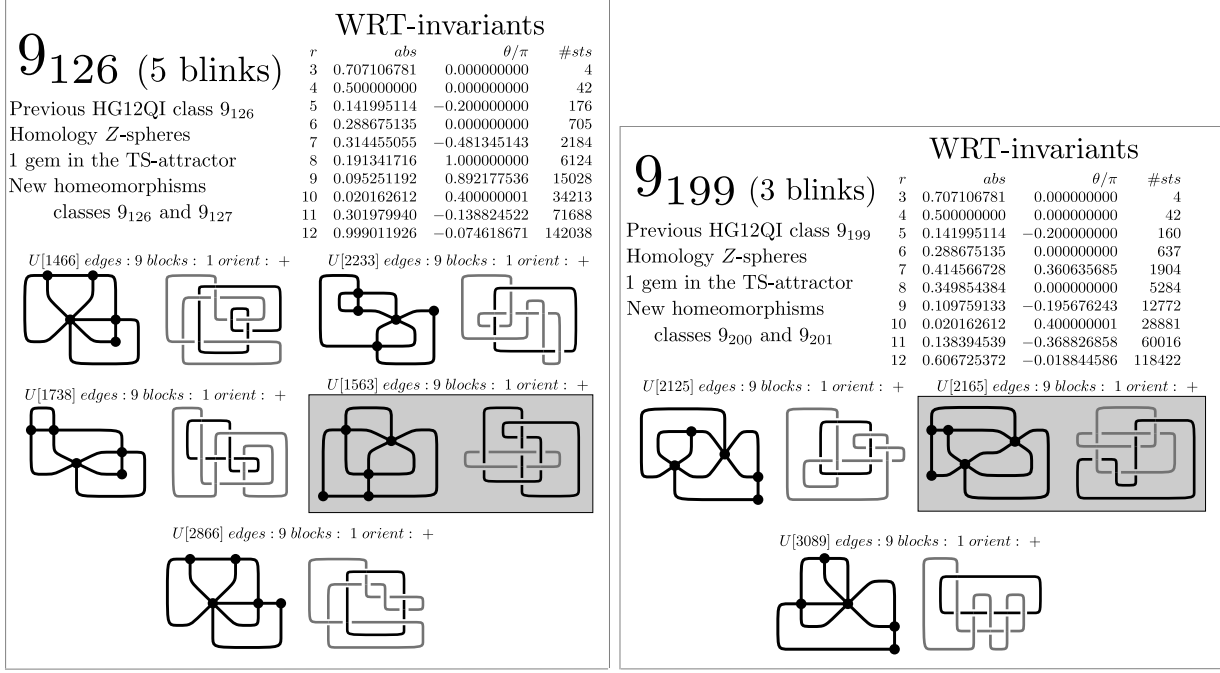 WRT-invariants
9₁₂₆ (5 blinks)
Previous HG12QI class 9₁₂₆
Homology Z-spheres
1 gem in the TS-attractor
New homeomorphisms
classes 9₁₂₆ and 9₁₂₇
r abs θ/π #sts
3 0.707106781 0.000000000 4
4 0.500000000 0.000000000 42
5 0.141995114 −0.200000000 176
6 0.288675135 0.000000000 705
7 0.314455055 −0.481345143 2184
8 0.191341716 1.000000000 6124
9 0.095251192 0.892177536 15028
10 0.020162612 0.400000001 34213
11 0.301979940 −0.138824522 71688
12 0.999011926 −0.074618671 142038
U[1466] edges : 9 blocks : 1 orient : +
U[2233] edges : 9 blocks : 1 orient : +
U[1738] edges : 9 blocks : 1 orient : +
U[1563] edges : 9 blocks : 1 orient : +
U[2866] edges : 9 blocks : 1 orient : +
WRT-invariants
9₁₉₉ (3 blinks)
Previous HG12QI class 9₁₉₉
Homology Z-spheres
1 gem in the TS-attractor
New homeomorphisms
classes 9₂₀₀ and 9₂₀₁
r abs θ/π #sts
3 0.707106781 0.000000000 4
4 0.500000000 0.000000000 42
5 0.141995114 −0.200000000 160
6 0.288675135 0.000000000 637
7 0.414566728 0.360635685 1904
8 0.349854384 0.000000000 5284
9 0.109759133 −0.195676243 12772
10 0.020162612 0.400000001 28881
11 0.138394539 −0.368826858 60016
12 0.606725372 −0.018844586 118422
U[2125] edges : 9 blocks : 1 orient : +
U[2165] edges : 9 blocks : 1 orient : +
U[3089] edges : 9 blocks : 1 orient : +